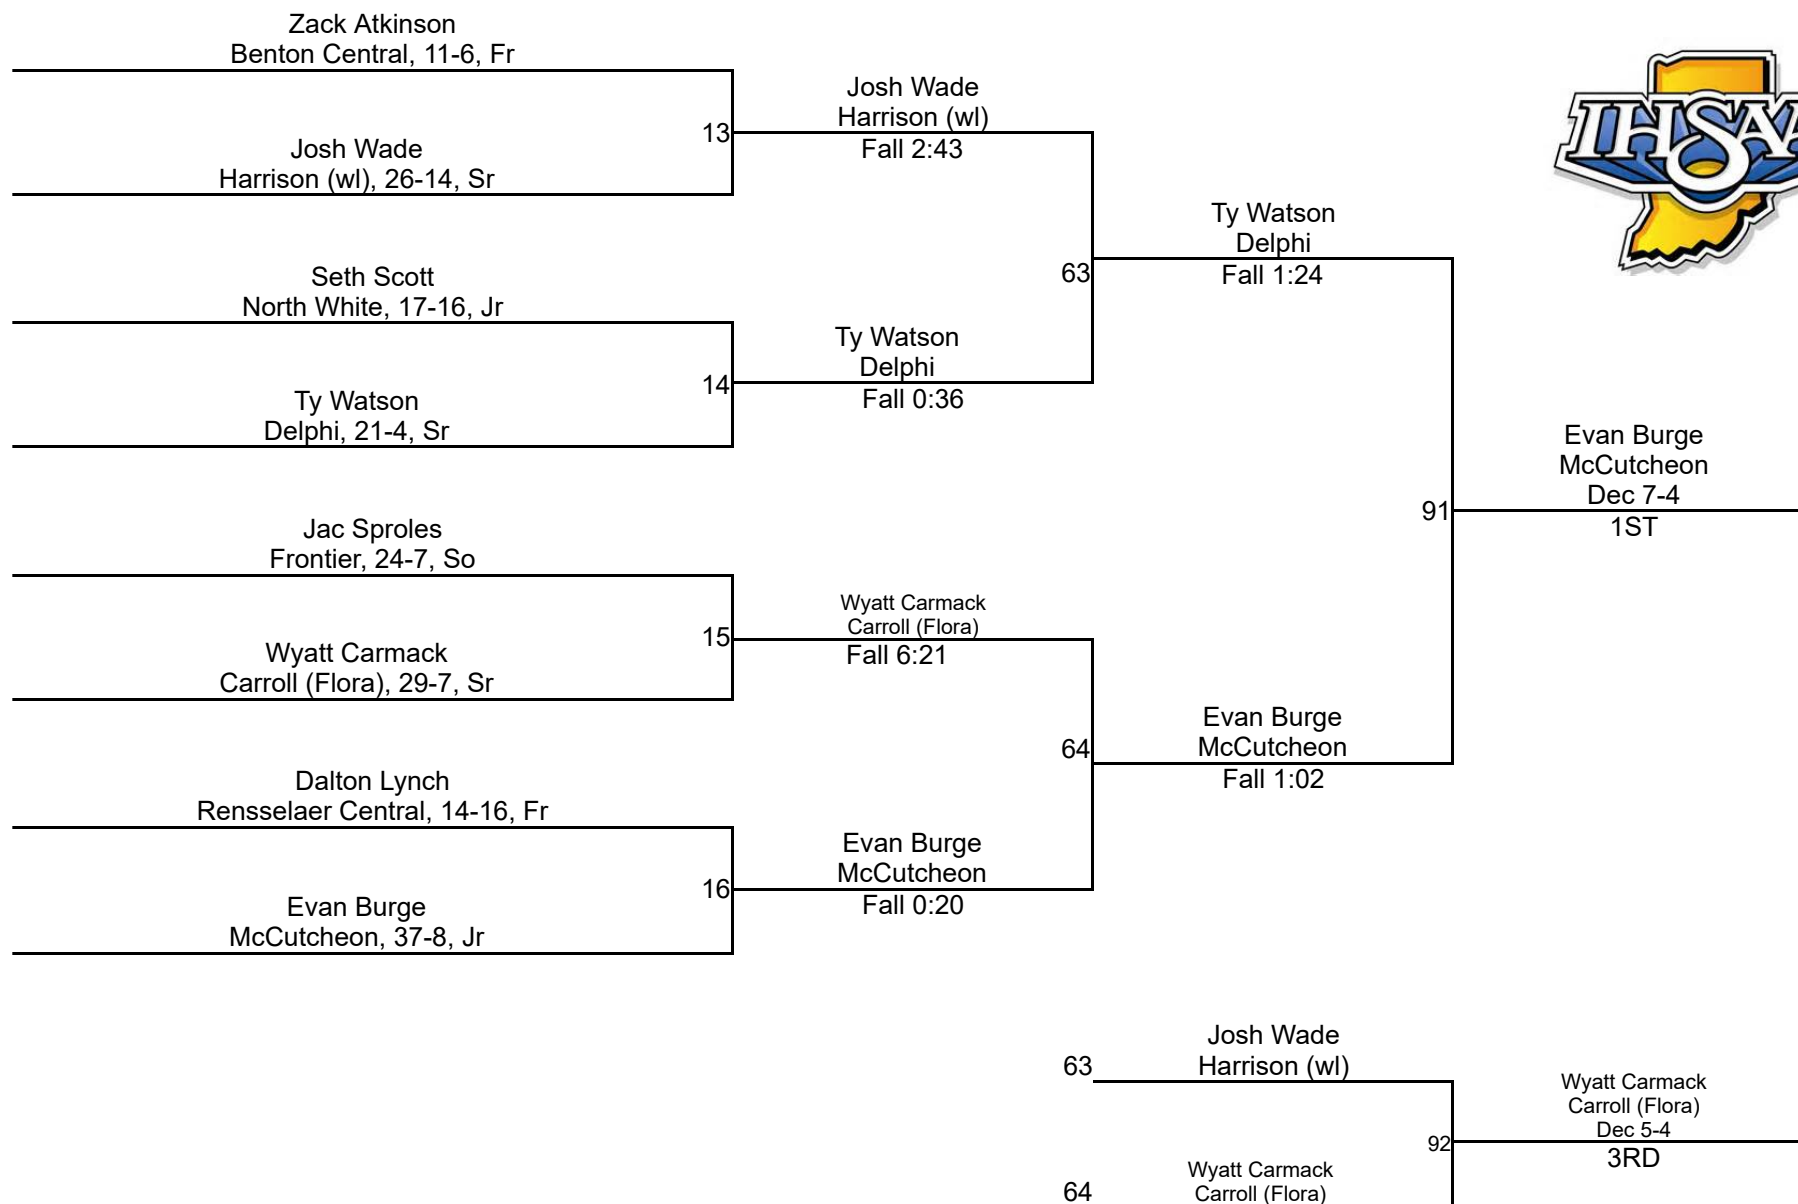 Zack Atkinson
Benton Central, 11-6, Fr
13
Josh Wade
Harrison (wl), 26-14, Sr
Josh Wade
Harrison (wl)
Fall 2:43
Seth Scott
North White, 17-16, Jr
14
Ty Watson
Delphi, 21-4, Sr
Ty Watson
Delphi
Fall 0:36
63
Ty Watson
Delphi
Fall 1:24
IHSAA
Jac Sproles
Frontier, 24-7, So
15
Wyatt Carmack
Carroll (Flora), 29-7, Sr
Wyatt Carmack
Carroll (Flora)
Fall 6:21
Dalton Lynch
Rensselaer Central, 14-16, Fr
16
Evan Burge
McCutcheon, 37-8, Jr
Evan Burge
McCutcheon
Fall 0:20
64
Evan Burge
McCutcheon
Fall 1:02
91
Evan Burge
McCutcheon
Dec 7-4
1ST
63
Josh Wade
Harrison (wl)
64
Wyatt Carmack
Carroll (Flora)
92
Wyatt Carmack
Carroll (Flora)
Dec 5-4
3RD